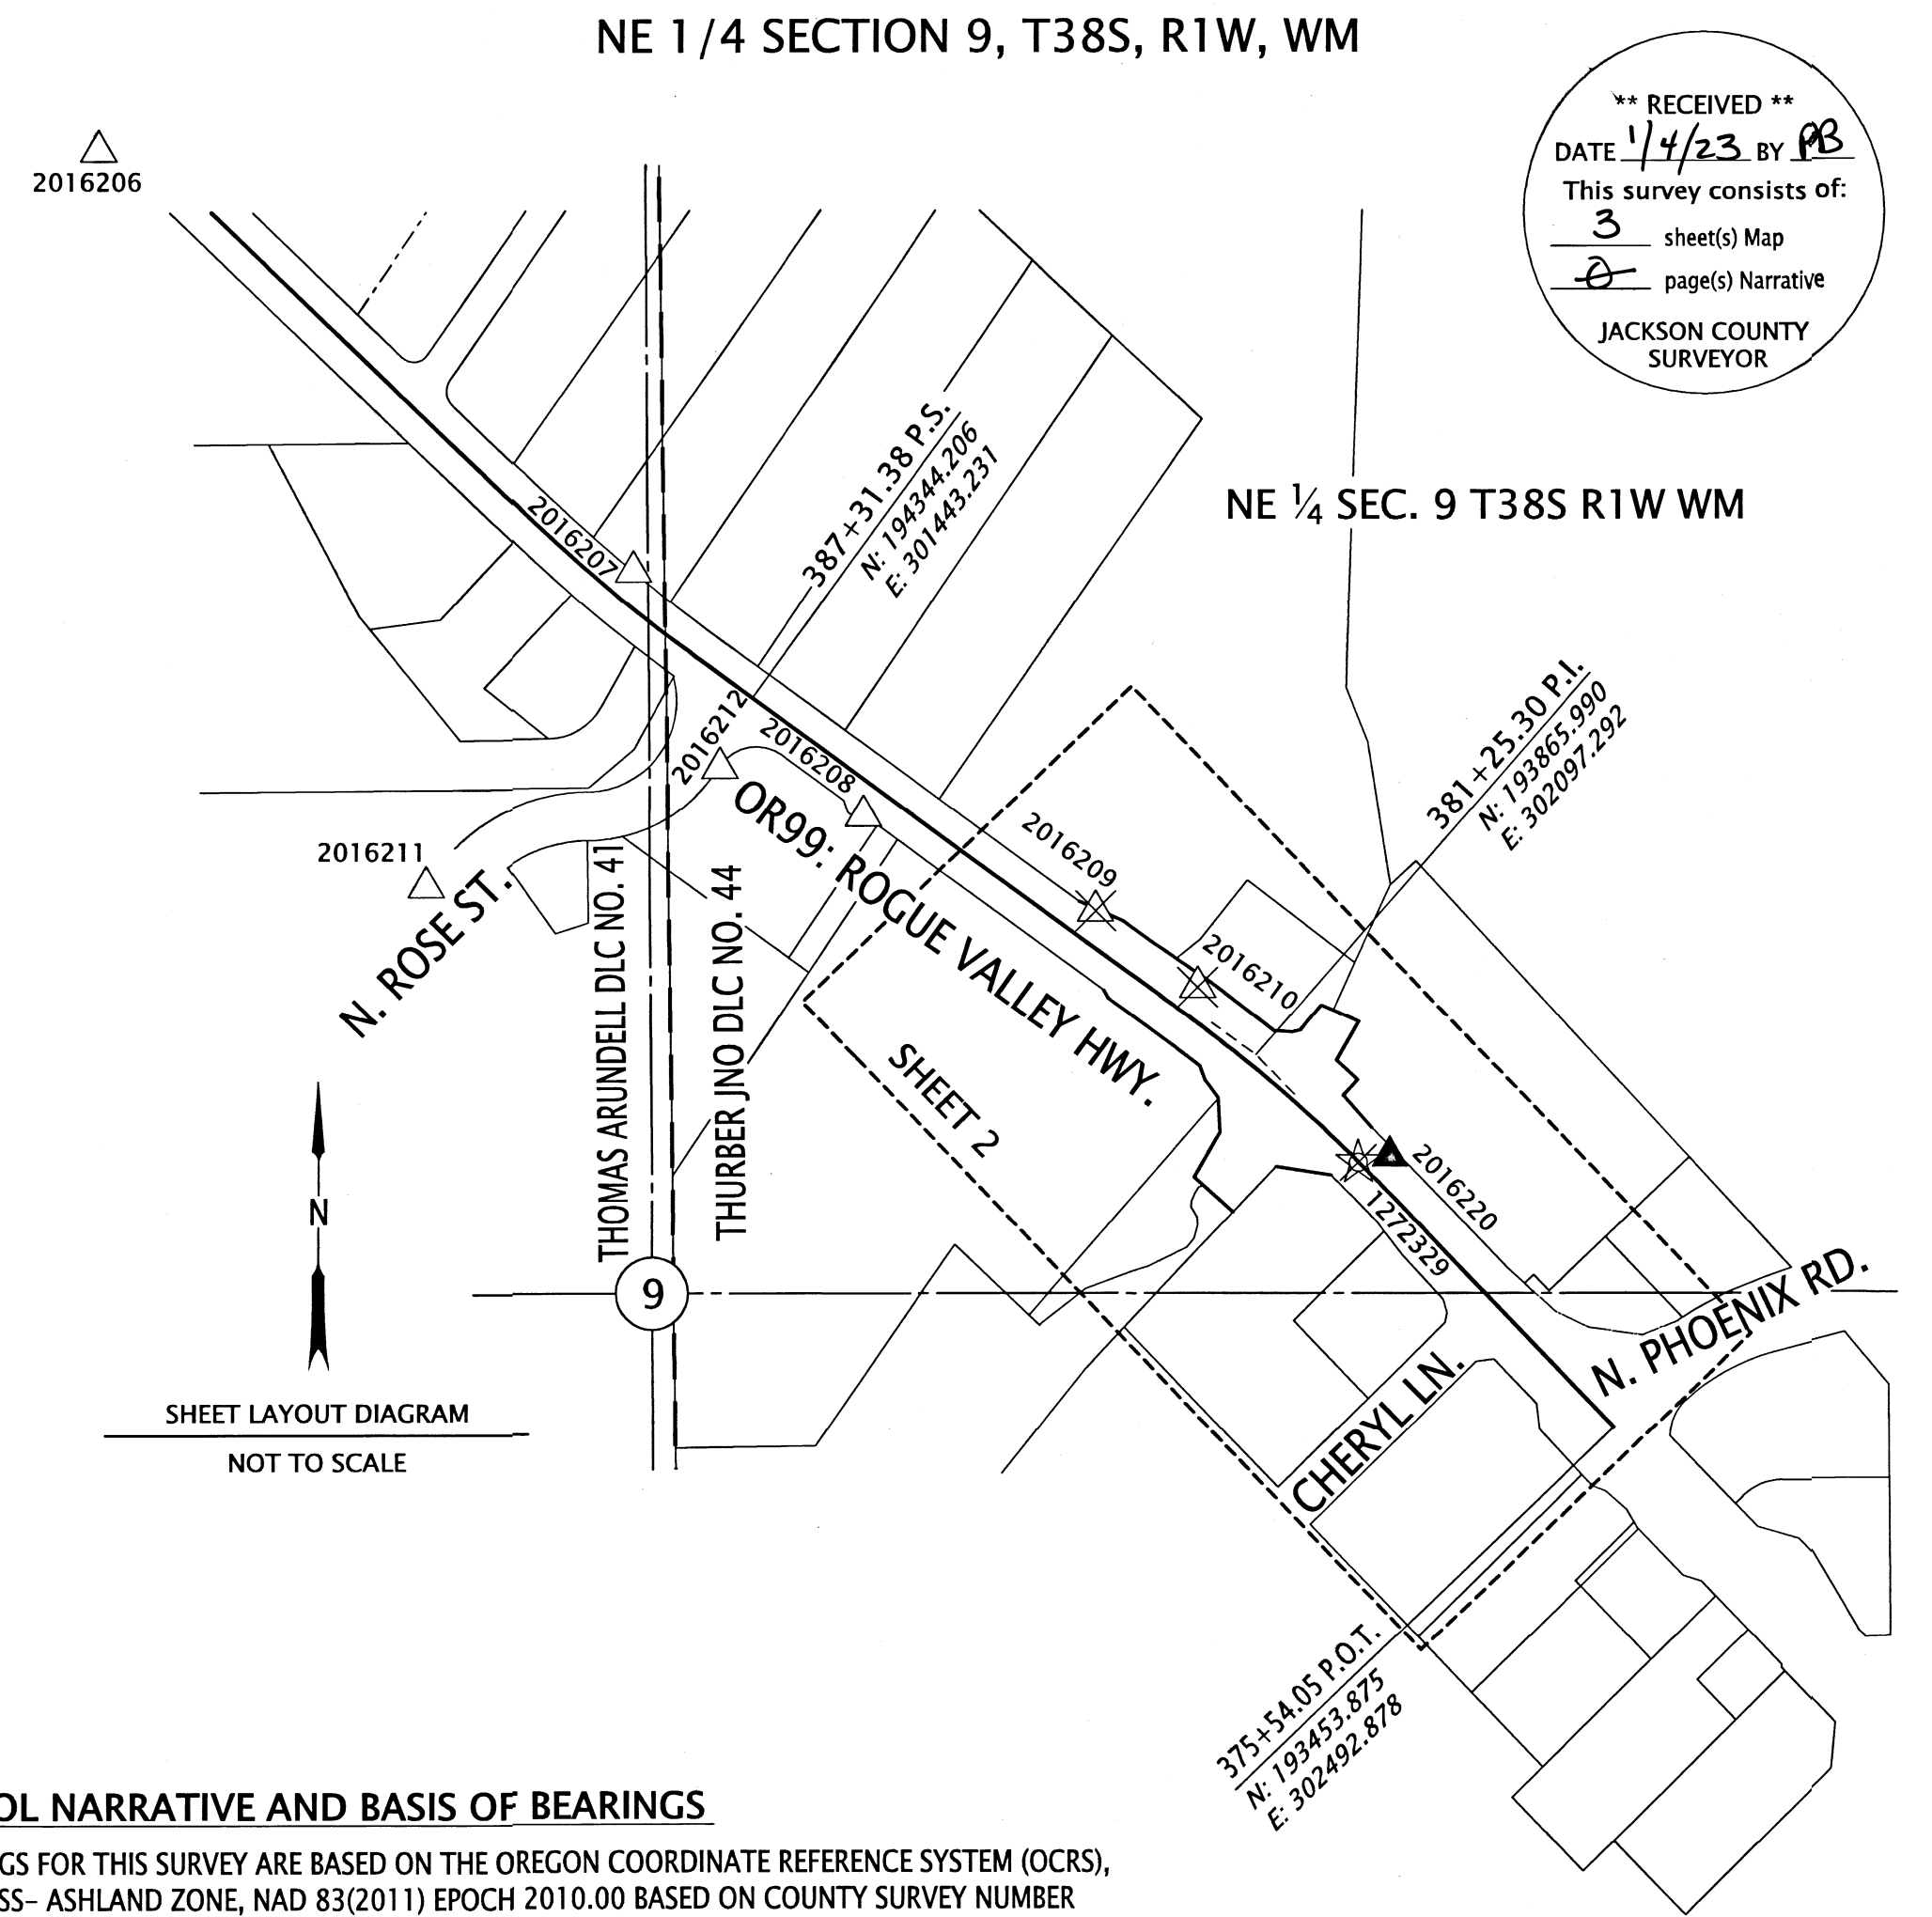 NE 1/4 SECTION 9, T38S, R1W, WM
** RECEIVED **
DATE 1/4/23 BY PB
This survey consists of:
3 sheet(s) Map
0 page(s) Narrative
JACKSON COUNTY
SURVEYOR
2016206
387+31.38 P.S.
N: 194344.206
E: 301443.231
NE ¼ SEC. 9 T38S R1W WM
2016207
381+25.30 P.I.
N: 193865.990
E: 302097.292
2016212
2016208
OR99: ROGUE VALLEY HWY.
2016209
2016211
N. ROSE ST.
THOMAS ARUNDELL DLC NO. 41
THURBER JNO DLC NO. 44
2016210
SHEET 2
2016220
1272329
N
9
N. PHOENIX RD.
CHERYL LN.
SHEET LAYOUT DIAGRAM
NOT TO SCALE
375+54.05 P.O.T.
N: 193453.875
E: 302492.878
OL NARRATIVE AND BASIS OF BEARINGS
GS FOR THIS SURVEY ARE BASED ON THE OREGON COORDINATE REFERENCE SYSTEM (OCRS),
SS– ASHLAND ZONE, NAD 83(2011) EPOCH 2010.00 BASED ON COUNTY SURVEY NUMBER